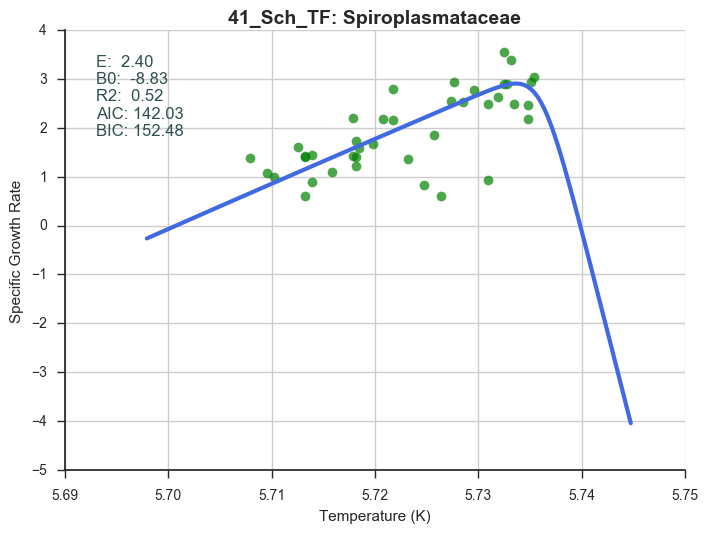 41_Sch_TF: Spiroplasmataceae
4
3
2
1
0
−1
−2
−3
−4
−5
Specific Growth Rate
E:  2.40
B0:  -8.83
R2:  0.52
AIC: 142.03
BIC: 152.48
5.69 5.70 5.71 5.72 5.73 5.74 5.75
Temperature (K)